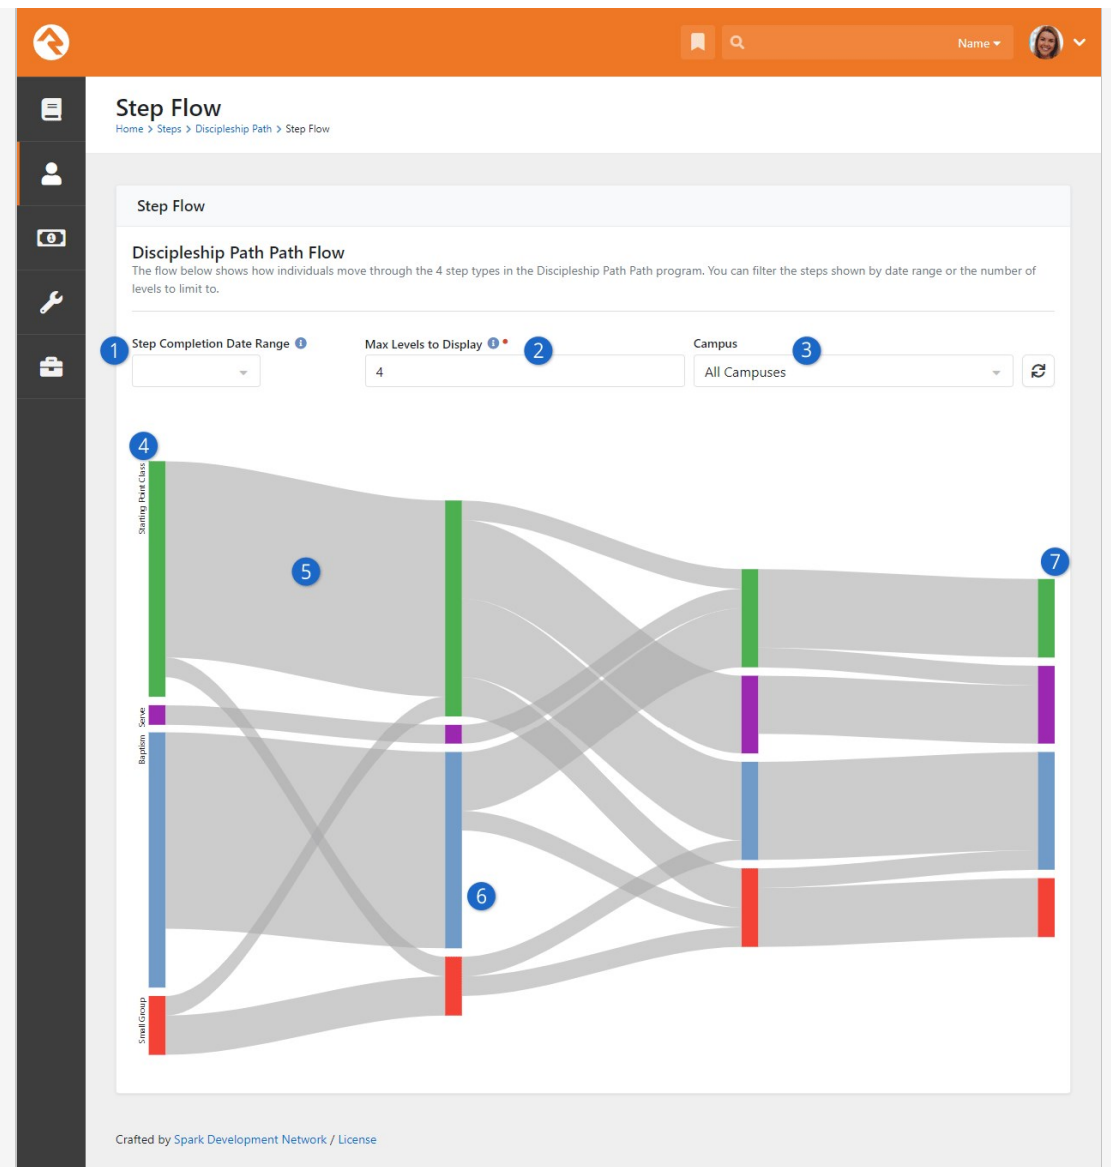 Name
Step Flow
Home > Steps > Discipleship Path > Step Flow
Step Flow
Discipleship Path Path Flow
The flow below shows how individuals move through the 4 step types in the Discipleship Path Path program. You can filter the steps shown by date range or the number of
levels to limit to.
1 Step Completion Date Range
Max Levels to Display 2
Campus 3
4
All Campuses
4
Starting Point Class
5
7
Serve
Baptism
6
Small Group
Crafted by Spark Development Network / License